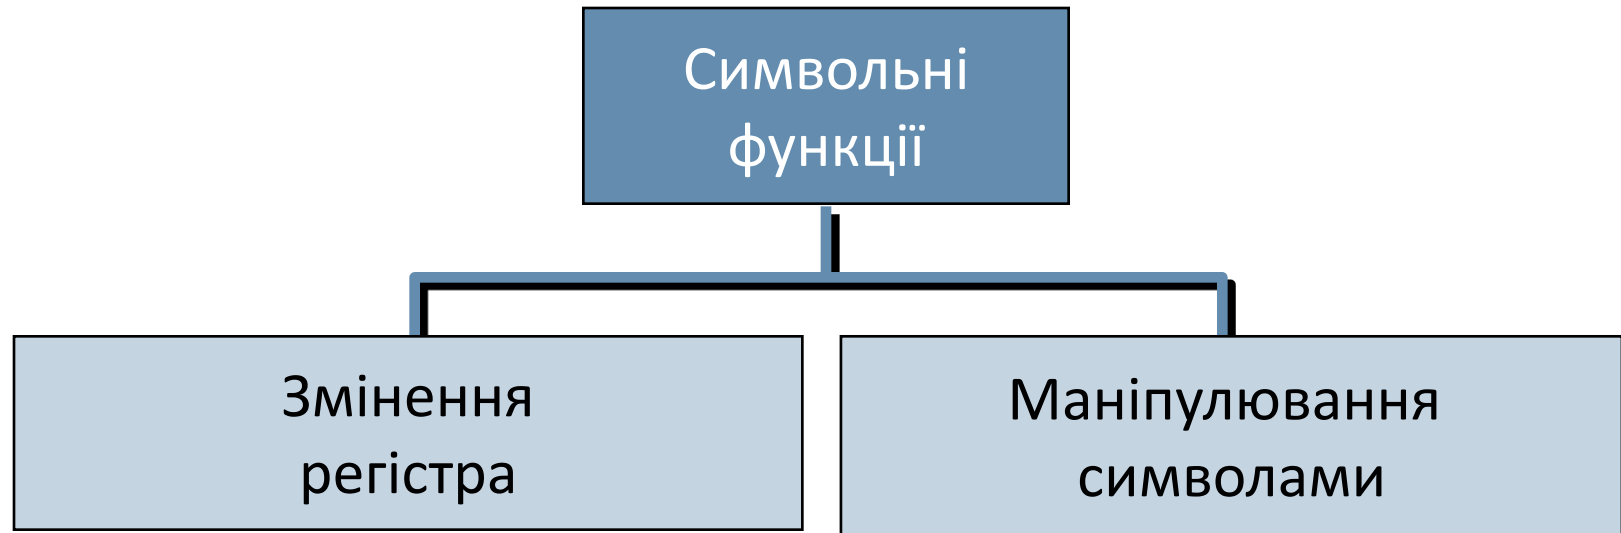 Символьні
функції
Змінення
регістра
Маніпулювання
символами